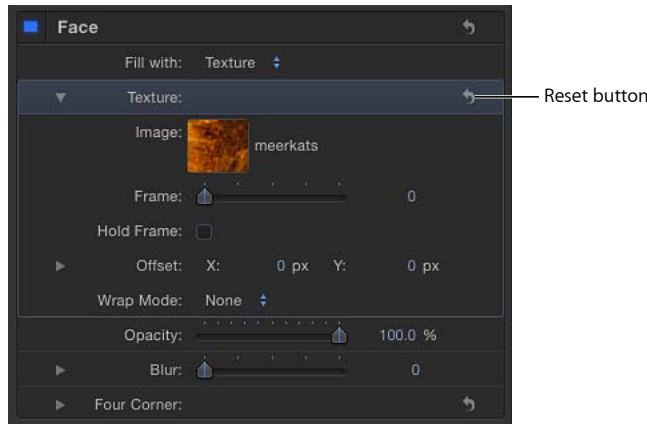 Face
Fill with: Texture
Texture:
Reset button
Image: meerkats
Frame: 0
Hold Frame:
Offset: X: 0 px Y: 0 px
Wrap Mode: None
Opacity: 100.0 %
Blur: 0
Four Corner: